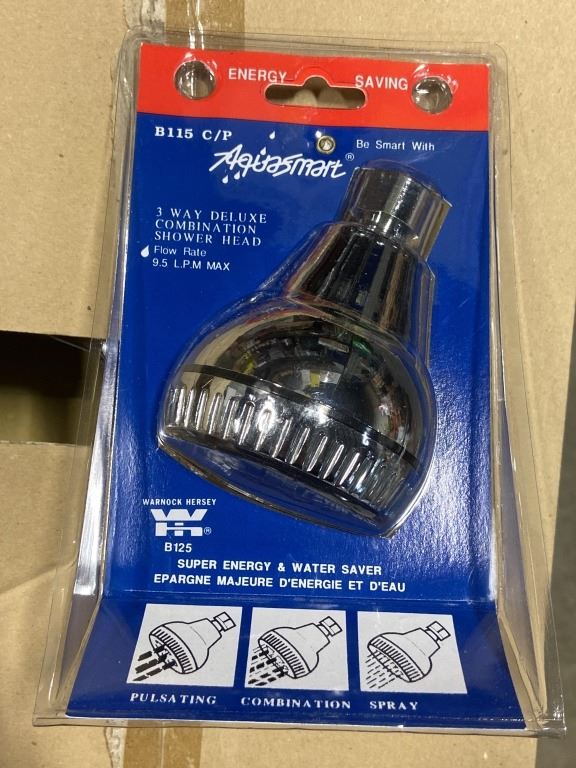 ENERGY SAVING
B115 C/P
Be Smart With
Aquasmart®
3 WAY DELUXE
COMBINATION
SHOWER HEAD
Flow Rate
9.5 L.P.M MAX
WARNOCK HERSEY
WH®
B125
SUPER ENERGY & WATER SAVER
EPARGNE MAJEURE D'ENERGIE ET D'EAU
PULSATING COMBINATION SPRAY